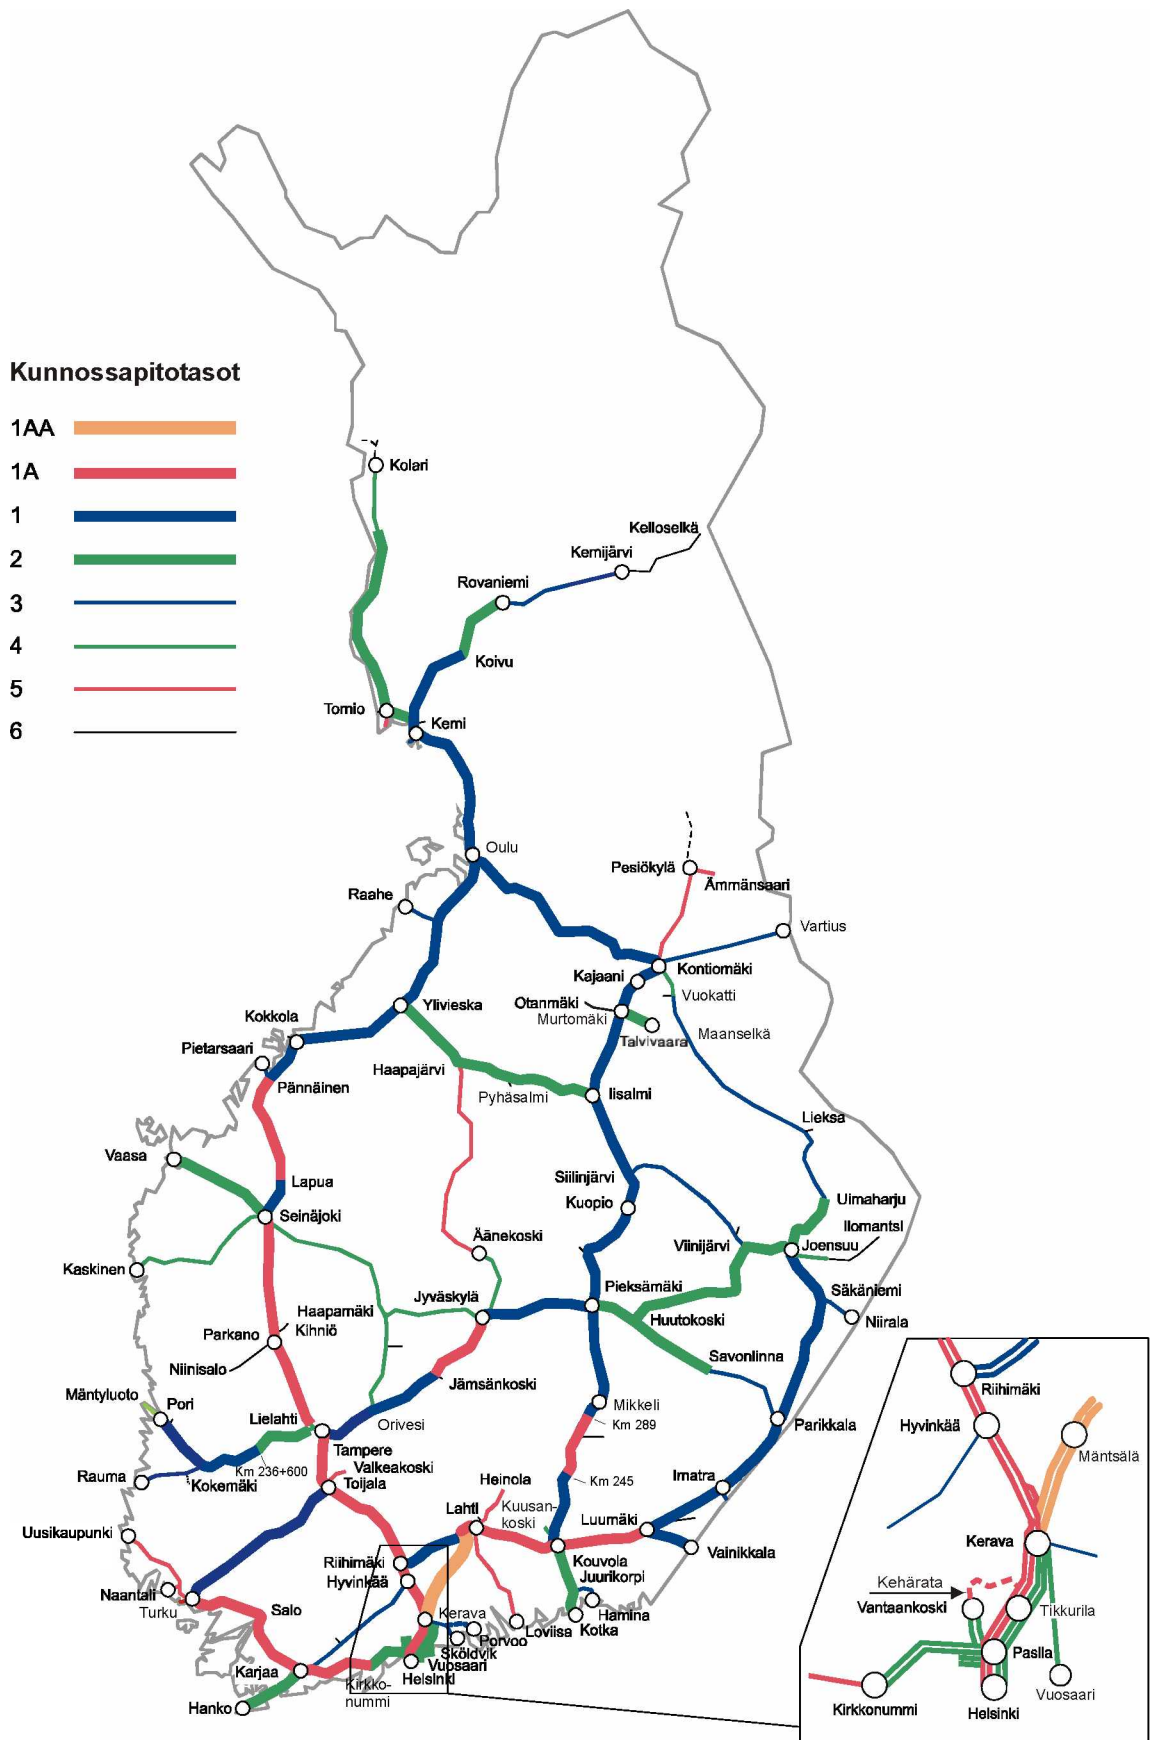 Kunnossapitotasot
1AA
1A
1
2
3
4
5
6
Kolari
Kelloselkä
Kemijärvi
Rovaniemi
Koivu
Tornio
Kemi
Oulu
Pesiökylä
Ämmänsaari
Raahe
Vartius
Kontiomäki
Kajaani
Vuokatti
Otanmäki
Murtomäki
Ylivieska
Kokkola
Maanselkä
Talvivaara
Pietarsaari
Haapajärvi
Pännäinen
Pyhäsalmi
Iisalmi
Lieksa
Vaasa
Lapua
Siilinjärvi
Kuopio
Uimaharju
Seinäjoki
Ilomantsi
Äänekoski
Viinijärvi
Joensuu
Kaskinen
Pieksämäki
Säkäniemi
Jyväskylä
Haapamäki
Kihniö
Parkano
Huutokoski
Niirala
Niinisalo
Savonlinna
Jämsänkoski
Mäntyluoto
Pori
Mikkeli
Km 289
Parikkala
Lielahti
Orivesi
Tampere
Valkeakoski
Km 236+600
Rauma
Kokemäki
Toijala
Heinola
Km 245
Imatra
Lahti
Kuusan-
koski
Luumäki
Uusikaupunki
Vainikkala
Riihimäki
Hyvinkää
Kouvola
Juurikorpi
Naantali
Turku
Salo
Kerava
Hamina
Porvoo
Loviisa
Kotka
Sköldvik
Vuosaari
Karjaa
Helsinki
Kirkko-
nummi
Hanko
Riihimäki
Hyvinkää
Mäntsälä
Kerava
Kehärata
Vantaankoski
Tikkurila
Pasila
Vuosaari
Kirkkonummi
Helsinki